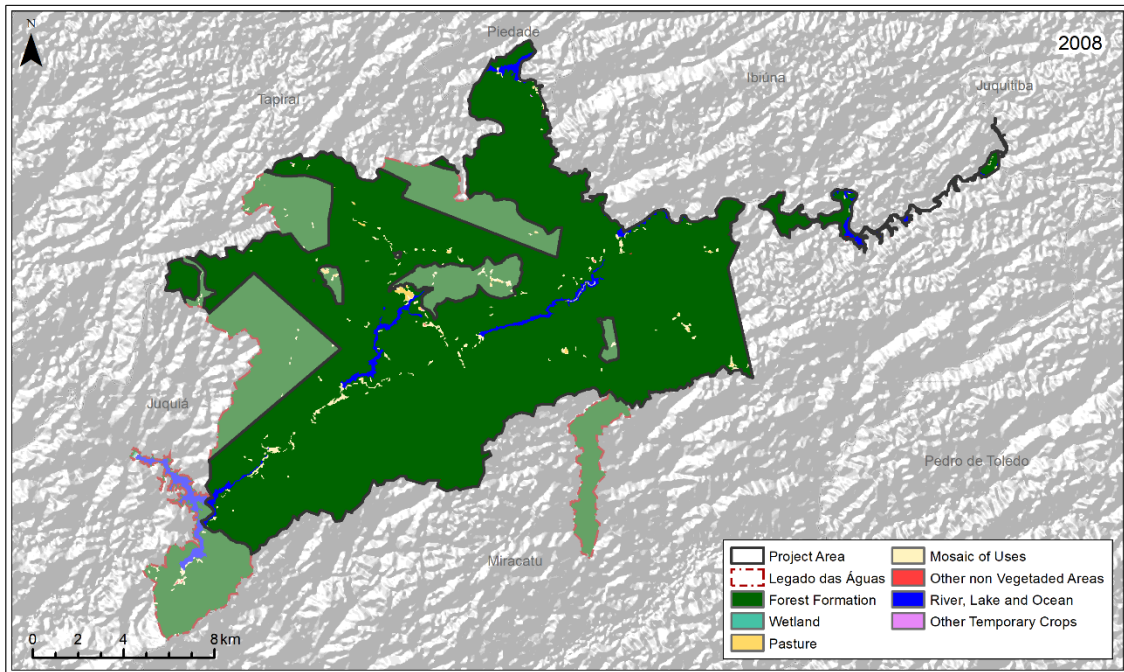 N
Piedade
2008
Ibiúna
Juquitiba
Tapiraí
Juquiá
Pedro de Toledo
Miracatu
Project Area
Legado das Águas
Forest Formation
Wetland
Pasture
Mosaic of Uses
Other non Vegetaded Areas
River, Lake and Ocean
Other Temporary Crops
0 2 4 8 km